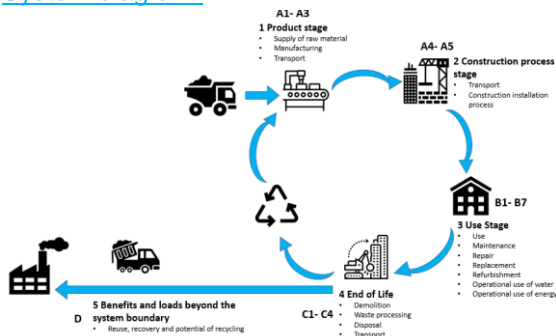 A1- A3
1 Product stage
• Supply of raw material
• Manufacturing
• Transport
A4- A5
2 Construction process
stage
• Transport
• Construction installation
process
B1- B7
3 Use Stage
• Use
• Maintenance
• Repair
• Replacement
• Refurbishment
• Operational use of water
• Operational use of energy
4 End of Life
C1- C4
• Demolition
• Waste processing
• Disposal
• Transport
5 Benefits and loads beyond the
D system boundary
• Reuse, recovery and potential of recycling